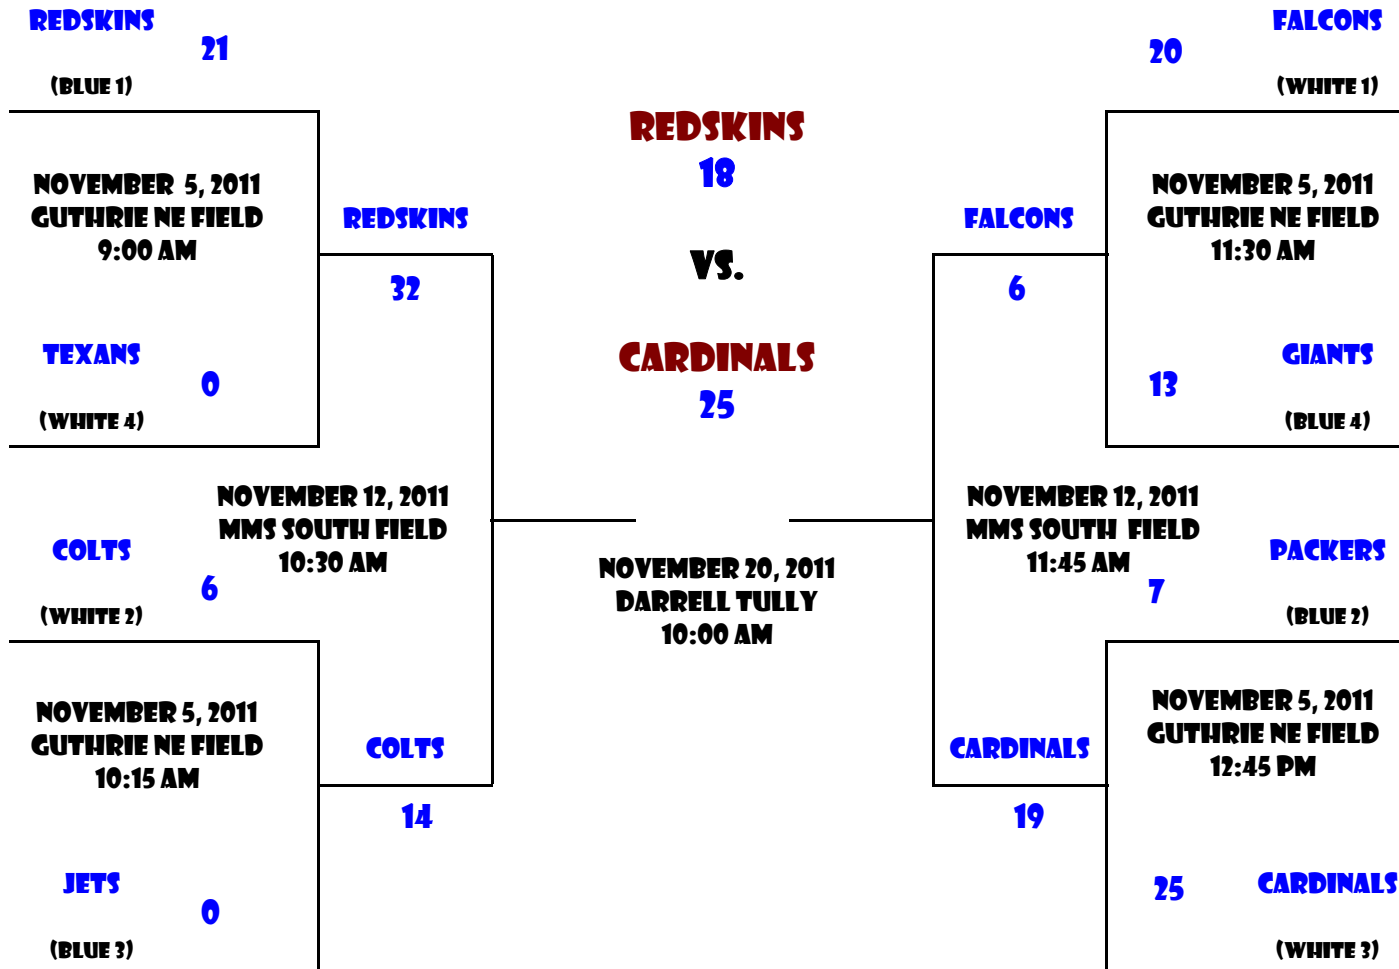 REDSKINS
21
(BLUE 1)
NOVEMBER 5, 2011
GUTHRIE NE FIELD
9:00 AM
TEXANS
0
(WHITE 4)
COLTS
6
(WHITE 2)
NOVEMBER 5, 2011
GUTHRIE NE FIELD
10:15 AM
JETS
0
(BLUE 3)
REDSKINS
32
NOVEMBER 12, 2011
MMS SOUTH FIELD
10:30 AM
COLTS
14
REDSKINS
18
VS.
CARDINALS
25
NOVEMBER 20, 2011
DARRELL TULLY
10:00 AM
FALCONS
6
NOVEMBER 12, 2011
MMS SOUTH FIELD
11:45 AM
CARDINALS
19
FALCONS
20
(WHITE 1)
NOVEMBER 5, 2011
GUTHRIE NE FIELD
11:30 AM
GIANTS
13
(BLUE 4)
PACKERS
7
(BLUE 2)
NOVEMBER 5, 2011
GUTHRIE NE FIELD
12:45 PM
25 CARDINALS
(WHITE 3)